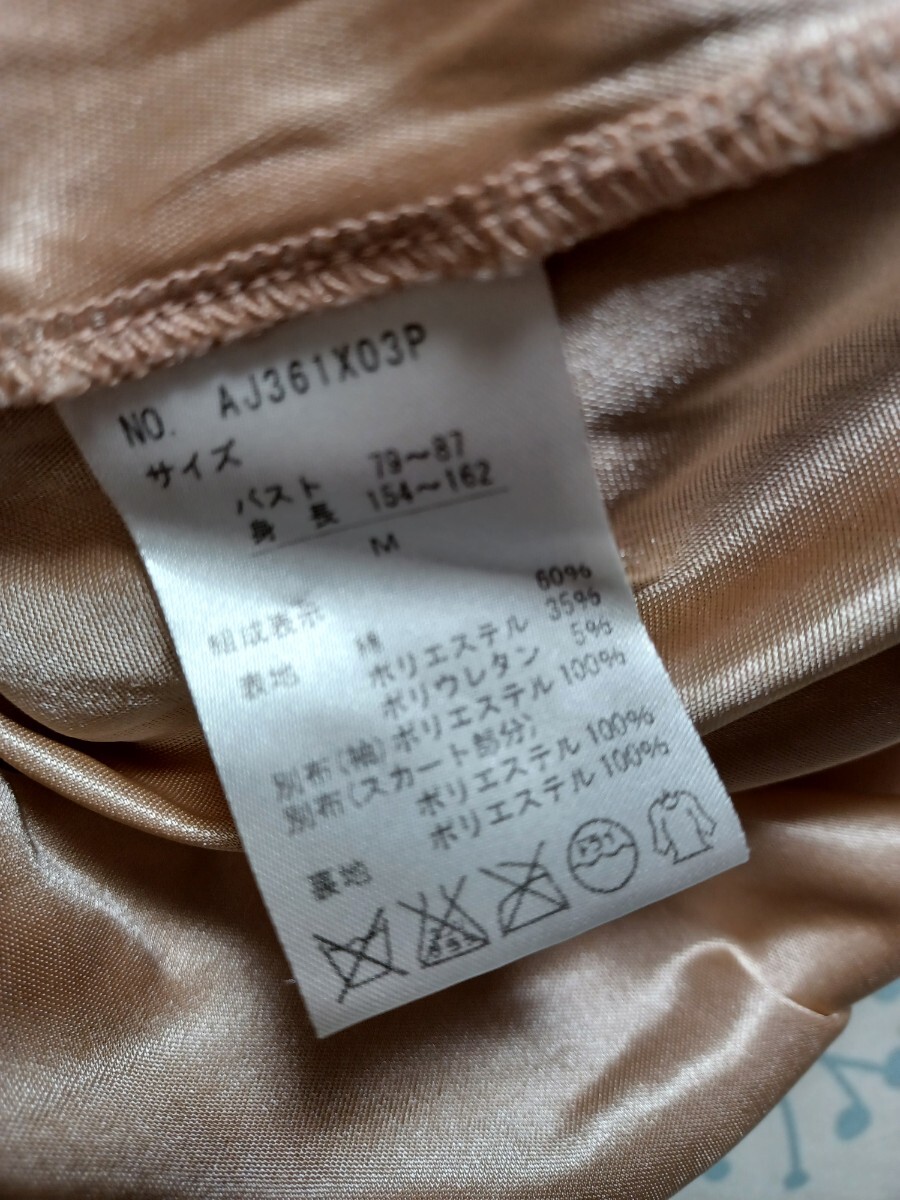 NO. AJ361X03P
サイズ
バスト 79〜87
身長 154〜162
M
組成表示
表地 綿 60%
ポリエステル 35%
ポリウレタン 5%
別布(袖)ポリエステル 100%
別布(スカート部分)
ポリエステル 100%
裏地 ポリエステル 100%
ドライ